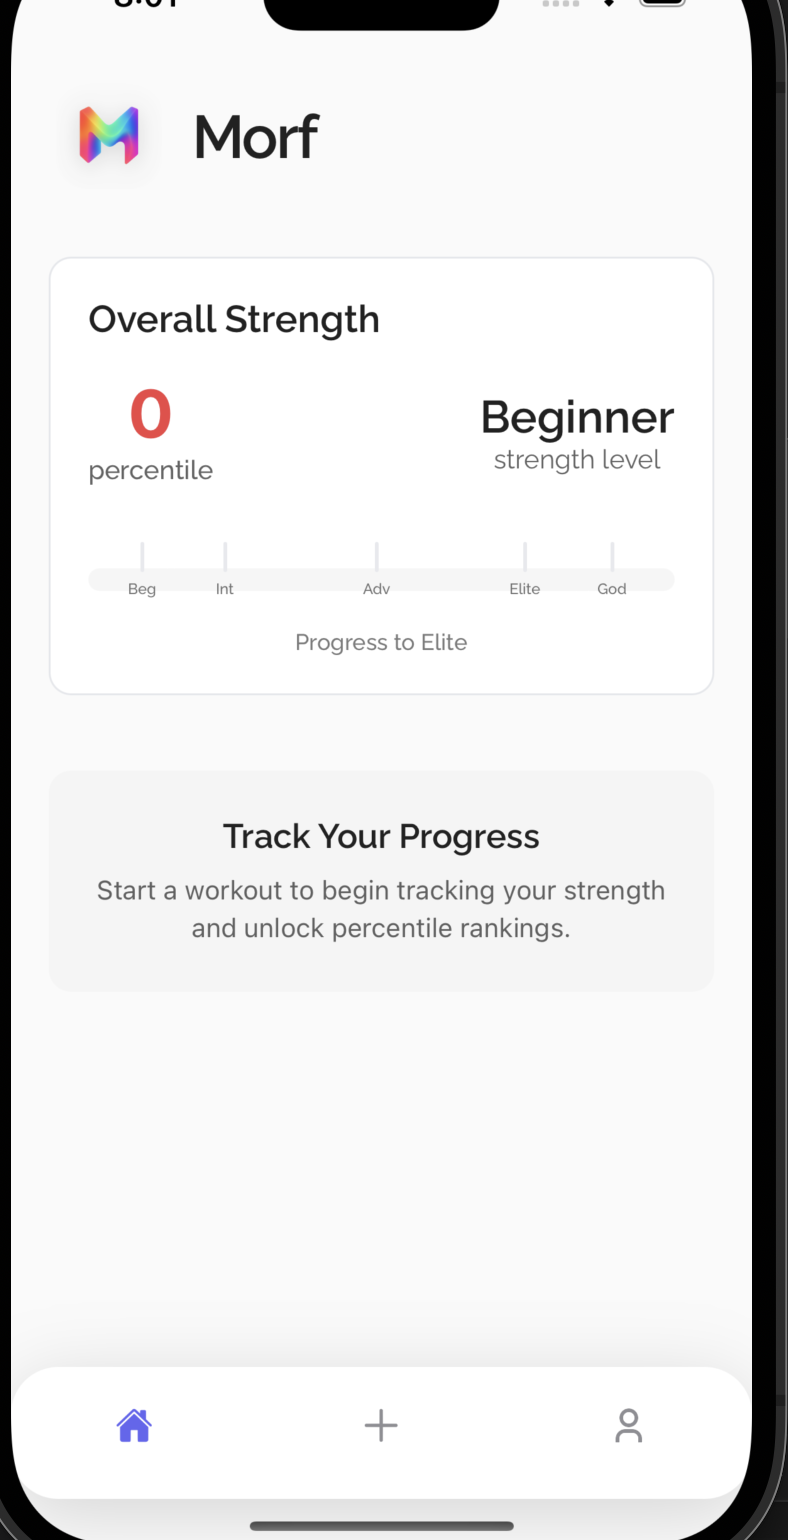 Morf
Overall Strength
0
percentile
Beginner
strength level
Beg Int Adv Elite God
Progress to Elite
Track Your Progress
Start a workout to begin tracking your strength
and unlock percentile rankings.